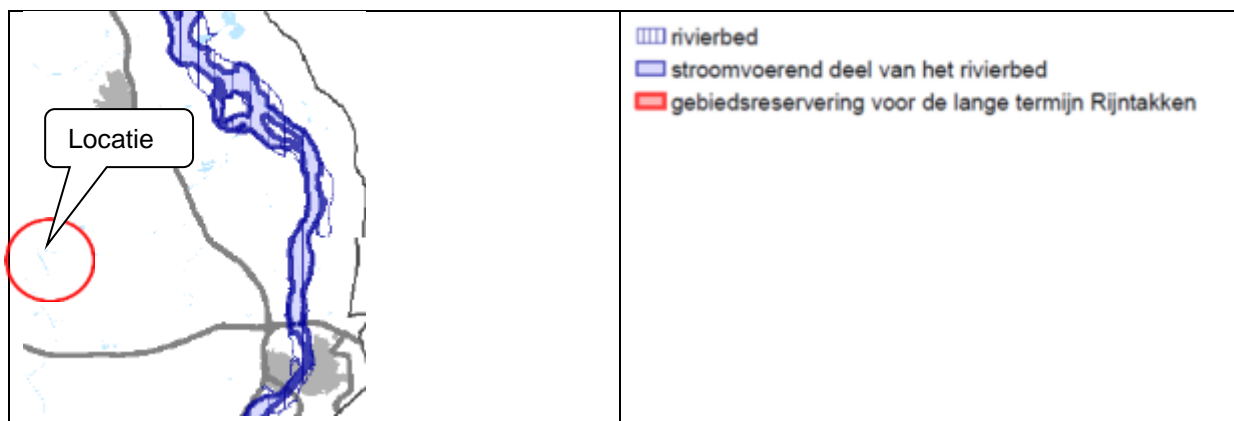 Locatie
rivierbed
stroomvoerend deel van het rivierbed
gebiedsreservering voor de lange termijn Rijntakken